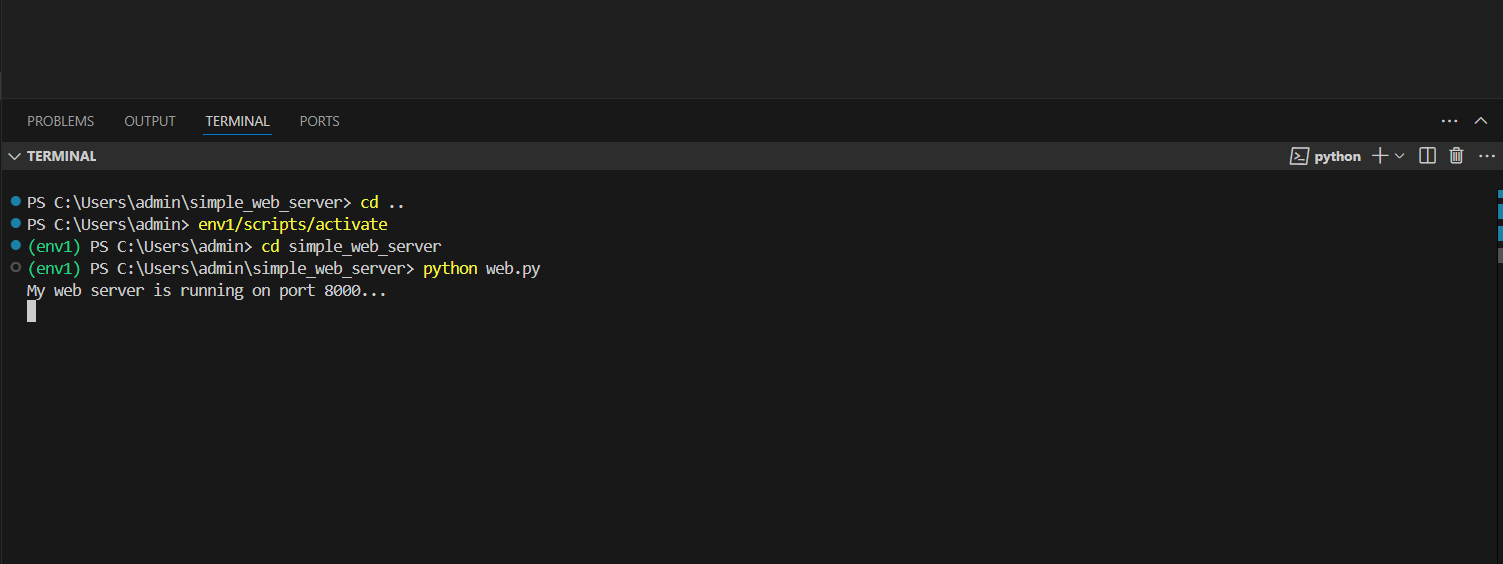 PROBLEMS OUTPUT TERMINAL PORTS
TERMINAL python
PS C:\Users\admin\simple_web_server> cd ..
PS C:\Users\admin> env1/scripts/activate
(env1) PS C:\Users\admin> cd simple_web_server
(env1) PS C:\Users\admin\simple_web_server> python web.py
My web server is running on port 8000...